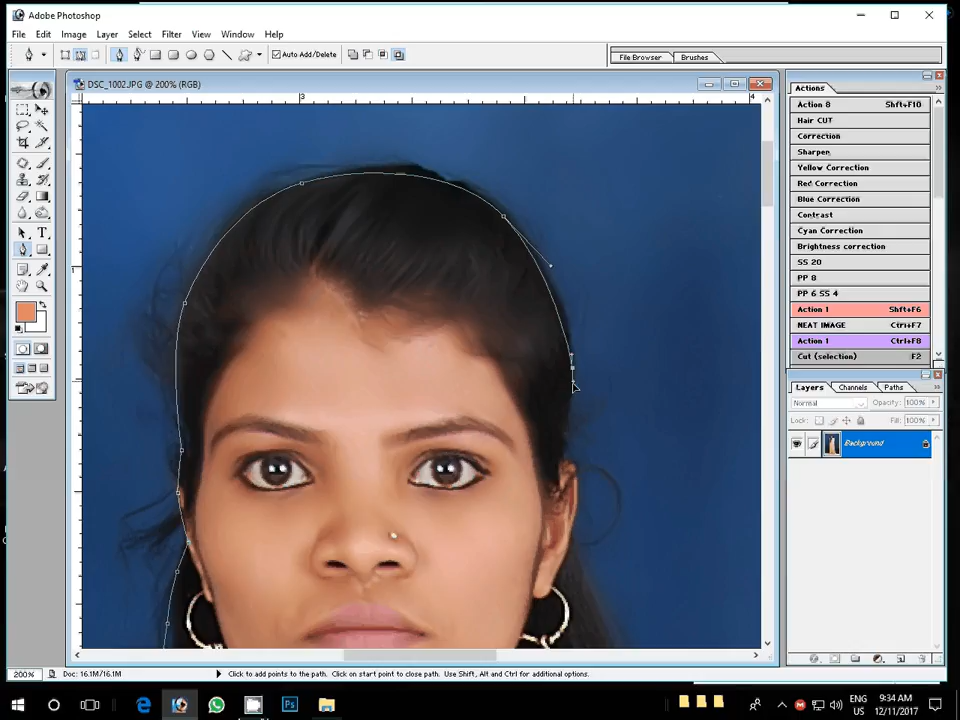 Adobe Photoshop
File Edit Image Layer Select Filter View Window Help
Auto Add/Delete
File Browser Brushes
DSC_1002.JPG @ 200% (RGB)
3 4
1
Actions
Action 8 Shft+F10
Hair CUT
Correction
Sharpen
Yellow Correction
Red Correction
Blue Correction
Contrast
Cyan Correction
Brightness correction
SS 20
PP 8
PP 6 SS 4
Action 1 Shft+F6
NEAT IMAGE Ctrl+F7
Action 1 Ctrl+F8
Cut (selection) F2
Layers Channels Paths
Normal Opacity: 100%
Lock: Fill: 100%
Background
200% Doc: 16.1M/16.1M Click to add points to the path. Click on start point to close path. Use Shift, Alt and Ctrl for additional options.
ENG
US
9:34 AM
12/11/2017